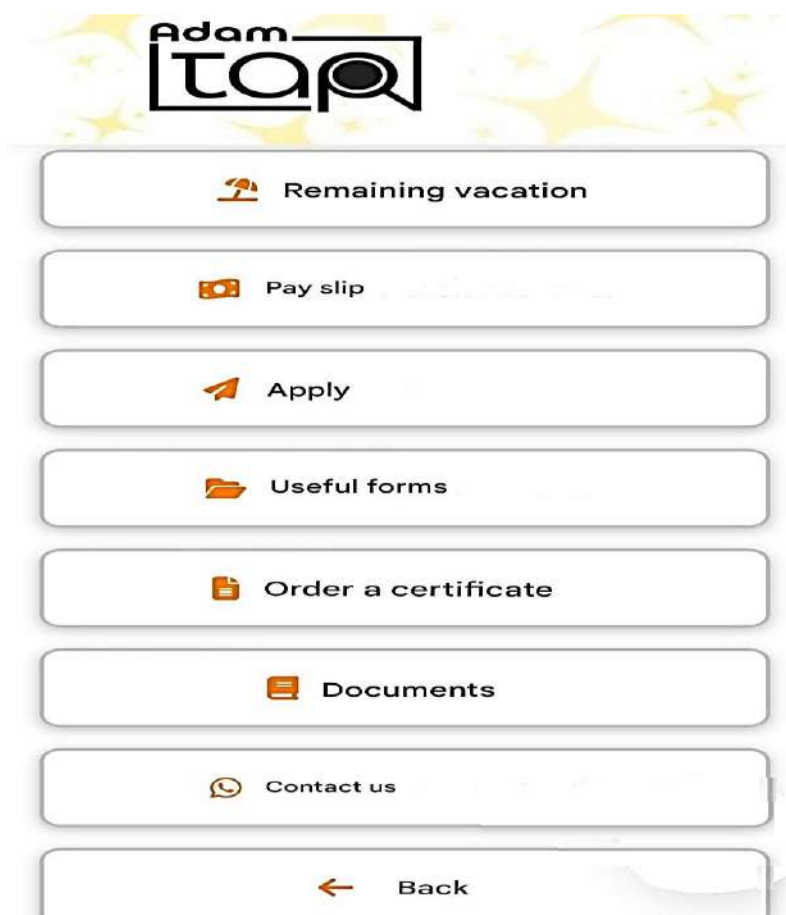 Adam
tap
Remaining vacation
Pay slip
Apply
Useful forms
Order a certificate
Documents
Contact us
Back